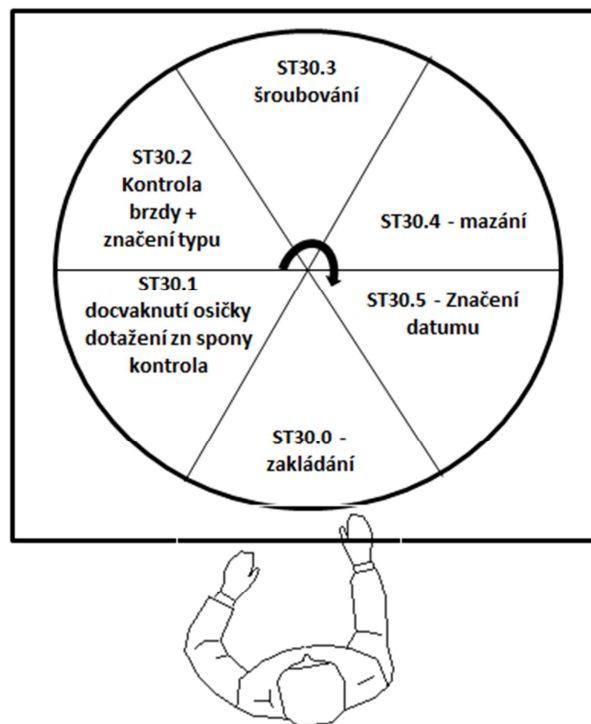 ST30.3
šroubování
ST30.2
Kontrola
brzdy +
značení typu
ST30.4 - mazání
ST30.1
docvaknutí osičky
dotažení zn spony
kontrola
ST30.5 - Značení
datumu
ST30.0 -
zakládání